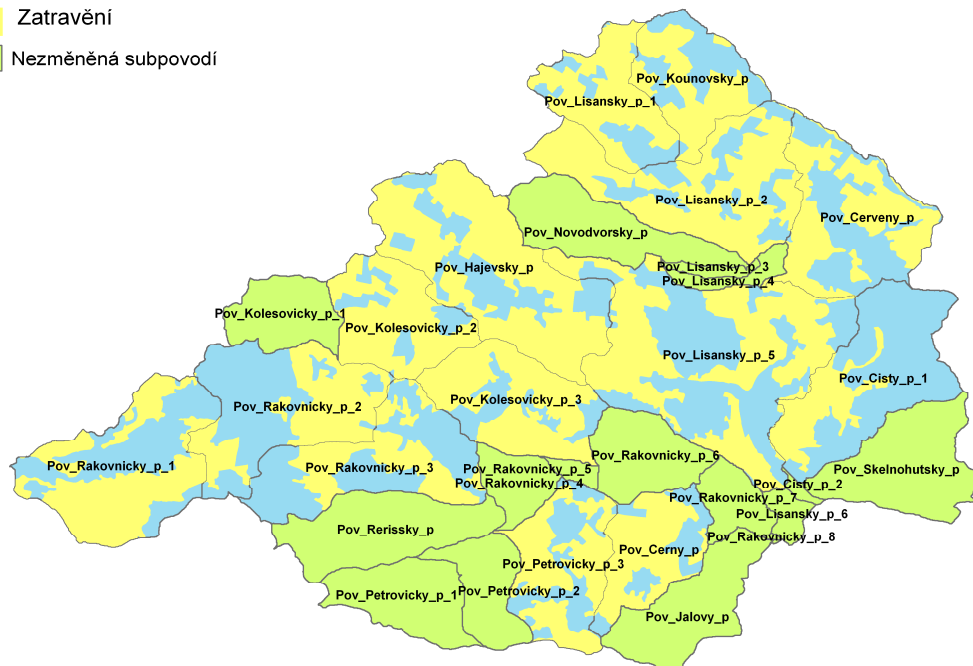 Zatravění
Nezměněná subpovodí
Pov_Kounovsky_p
Pov_Lisansky_p_1
Pov_Lisansky_p_2
Pov_Cerveny_p
Pov_Novodvorsky_p
Pov_Lisansky_p_3
Pov_Hajevsky_p
Pov_Lisansky_p_4
Pov_Kolesovicky_p_1
Pov_Kolesovicky_p_2
Pov_Lisansky_p_5
Pov_Cisty_p_1
Pov_Kolesovicky_p_3
Pov_Rakovnicky_p_2
Pov_Rakovnicky_p_6
Pov_Rakovnicky_p_1
Pov_Rakovnicky_p_3
Pov_Rakovnicky_p_5
Pov_Skelnohutsky_p
Pov_Rakovnicky_p_4
Pov_Cisty_p_2
Pov_Rakovnicky_p_7
Pov_Lisansky_p_6
Pov_Rerissky_p
Pov_Rakovnicky_p_8
Pov_Cerny_p
Pov_Petrovicky_p_3
Pov_Petrovicky_p_2
Pov_Petrovicky_p_1
Pov_Jalovy_p